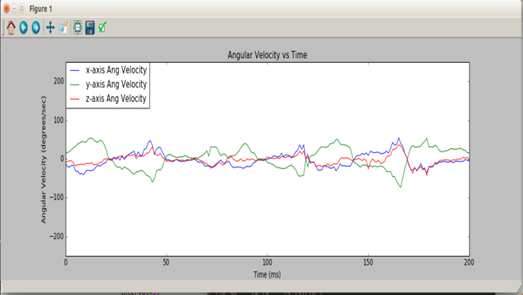 Figure 1
Angular Velocity vs Time
x-axis Ang Velocity
y-axis Ang Velocity
z-axis Ang Velocity
Angular Velocity (degrees/sec)
200
100
0
−100
−200
0
50
100
150
200
Time (ms)